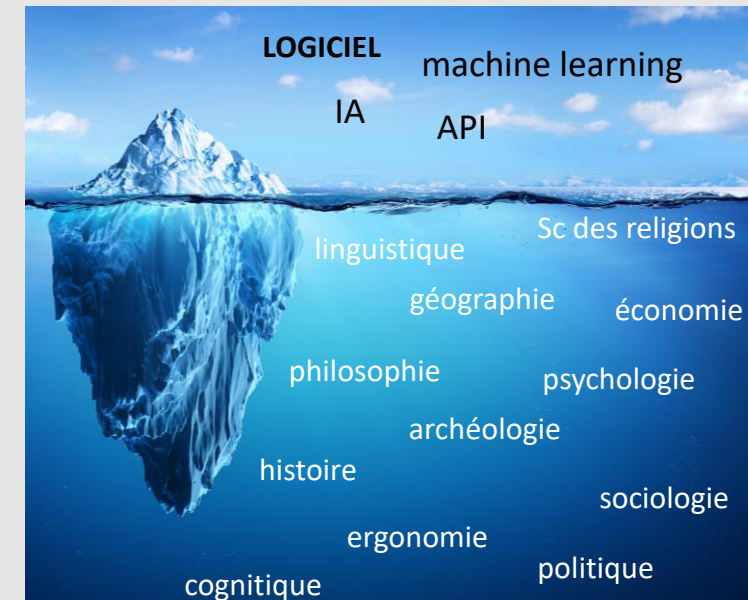 LOGICIEL
machine learning
IA
API
Sc des religions
linguistique
géographie
économie
philosophie
psychologie
archéologie
histoire
sociologie
ergonomie
politique
cognitique